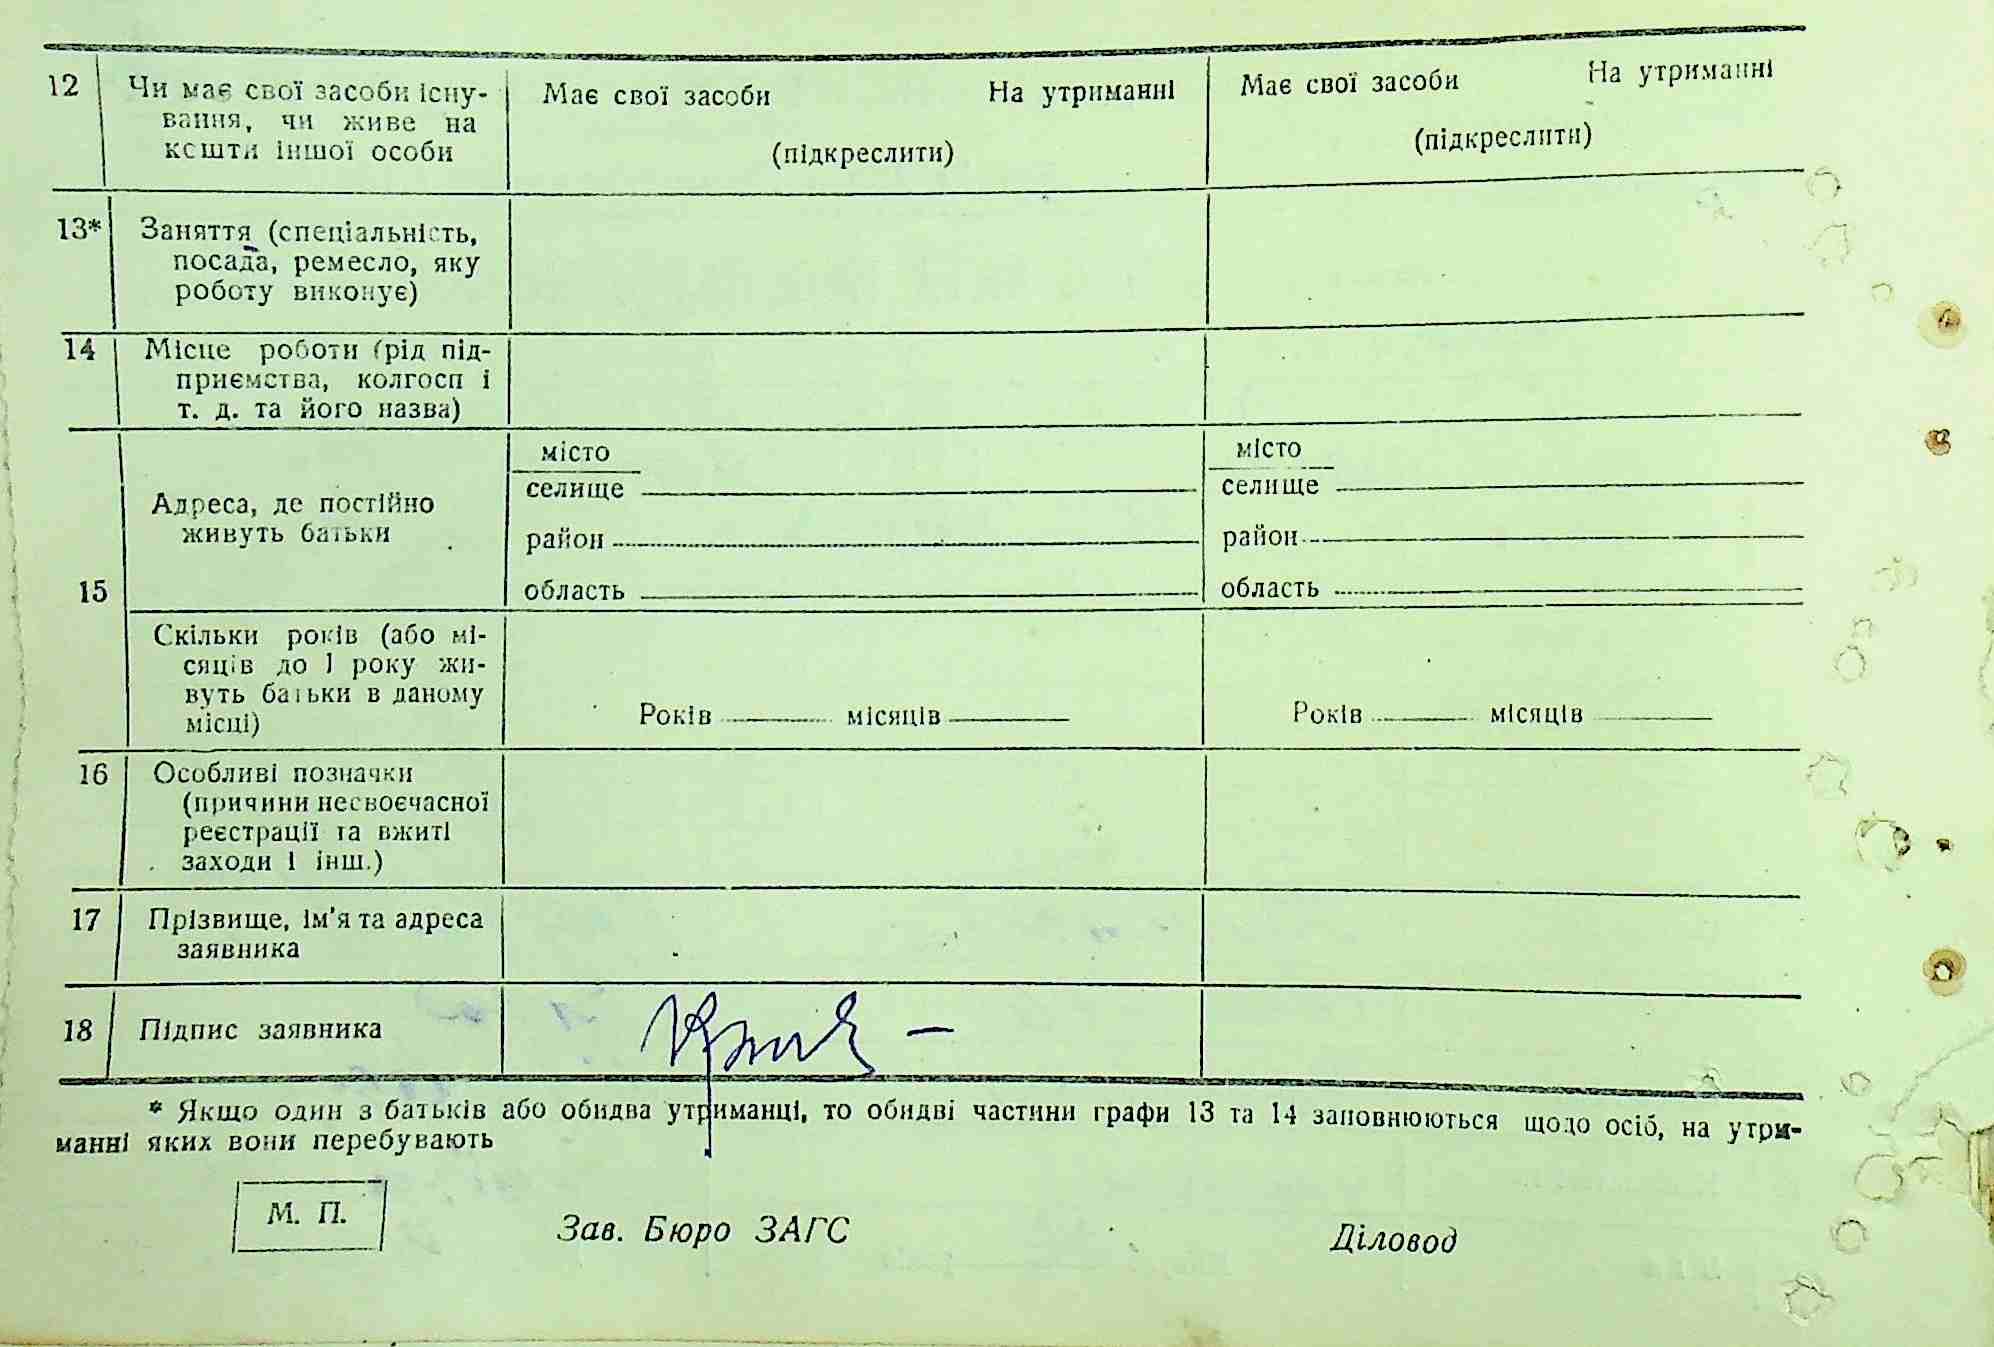 12 Чи має свої засоби існу- Має свої засоби На утриманні Має свої засоби На утриманні
вання, чи живе на
кошти іншої особи (підкреслити) (підкреслити)
13* Заняття (спеціальність,
посада, ремесло, яку
роботу виконує)
14 Місце роботи (рід під-
приємства, колгосп і
т. д. та його назва)
місто місто
Адреса, де постійно селище селище
живуть батьки район район
15 область область
Скільки років (або мі-
сяців до 1 року жи-
вуть батьки в даному
місці) Років місяців Років місяців
16 Особливі позначки
(причини несвоєчасної
реєстрації та вжиті
заходи і інш.)
17 Прізвище, ім'я та адреса
заявника
18 Підпис заявника
* Якщо один з батьків або обидва утриманці, то обидві частини графи 13 та 14 заповнюються щодо осіб, на утри-
манні яких вони перебувають
М. П. Зав. Бюро ЗАГС Діловод